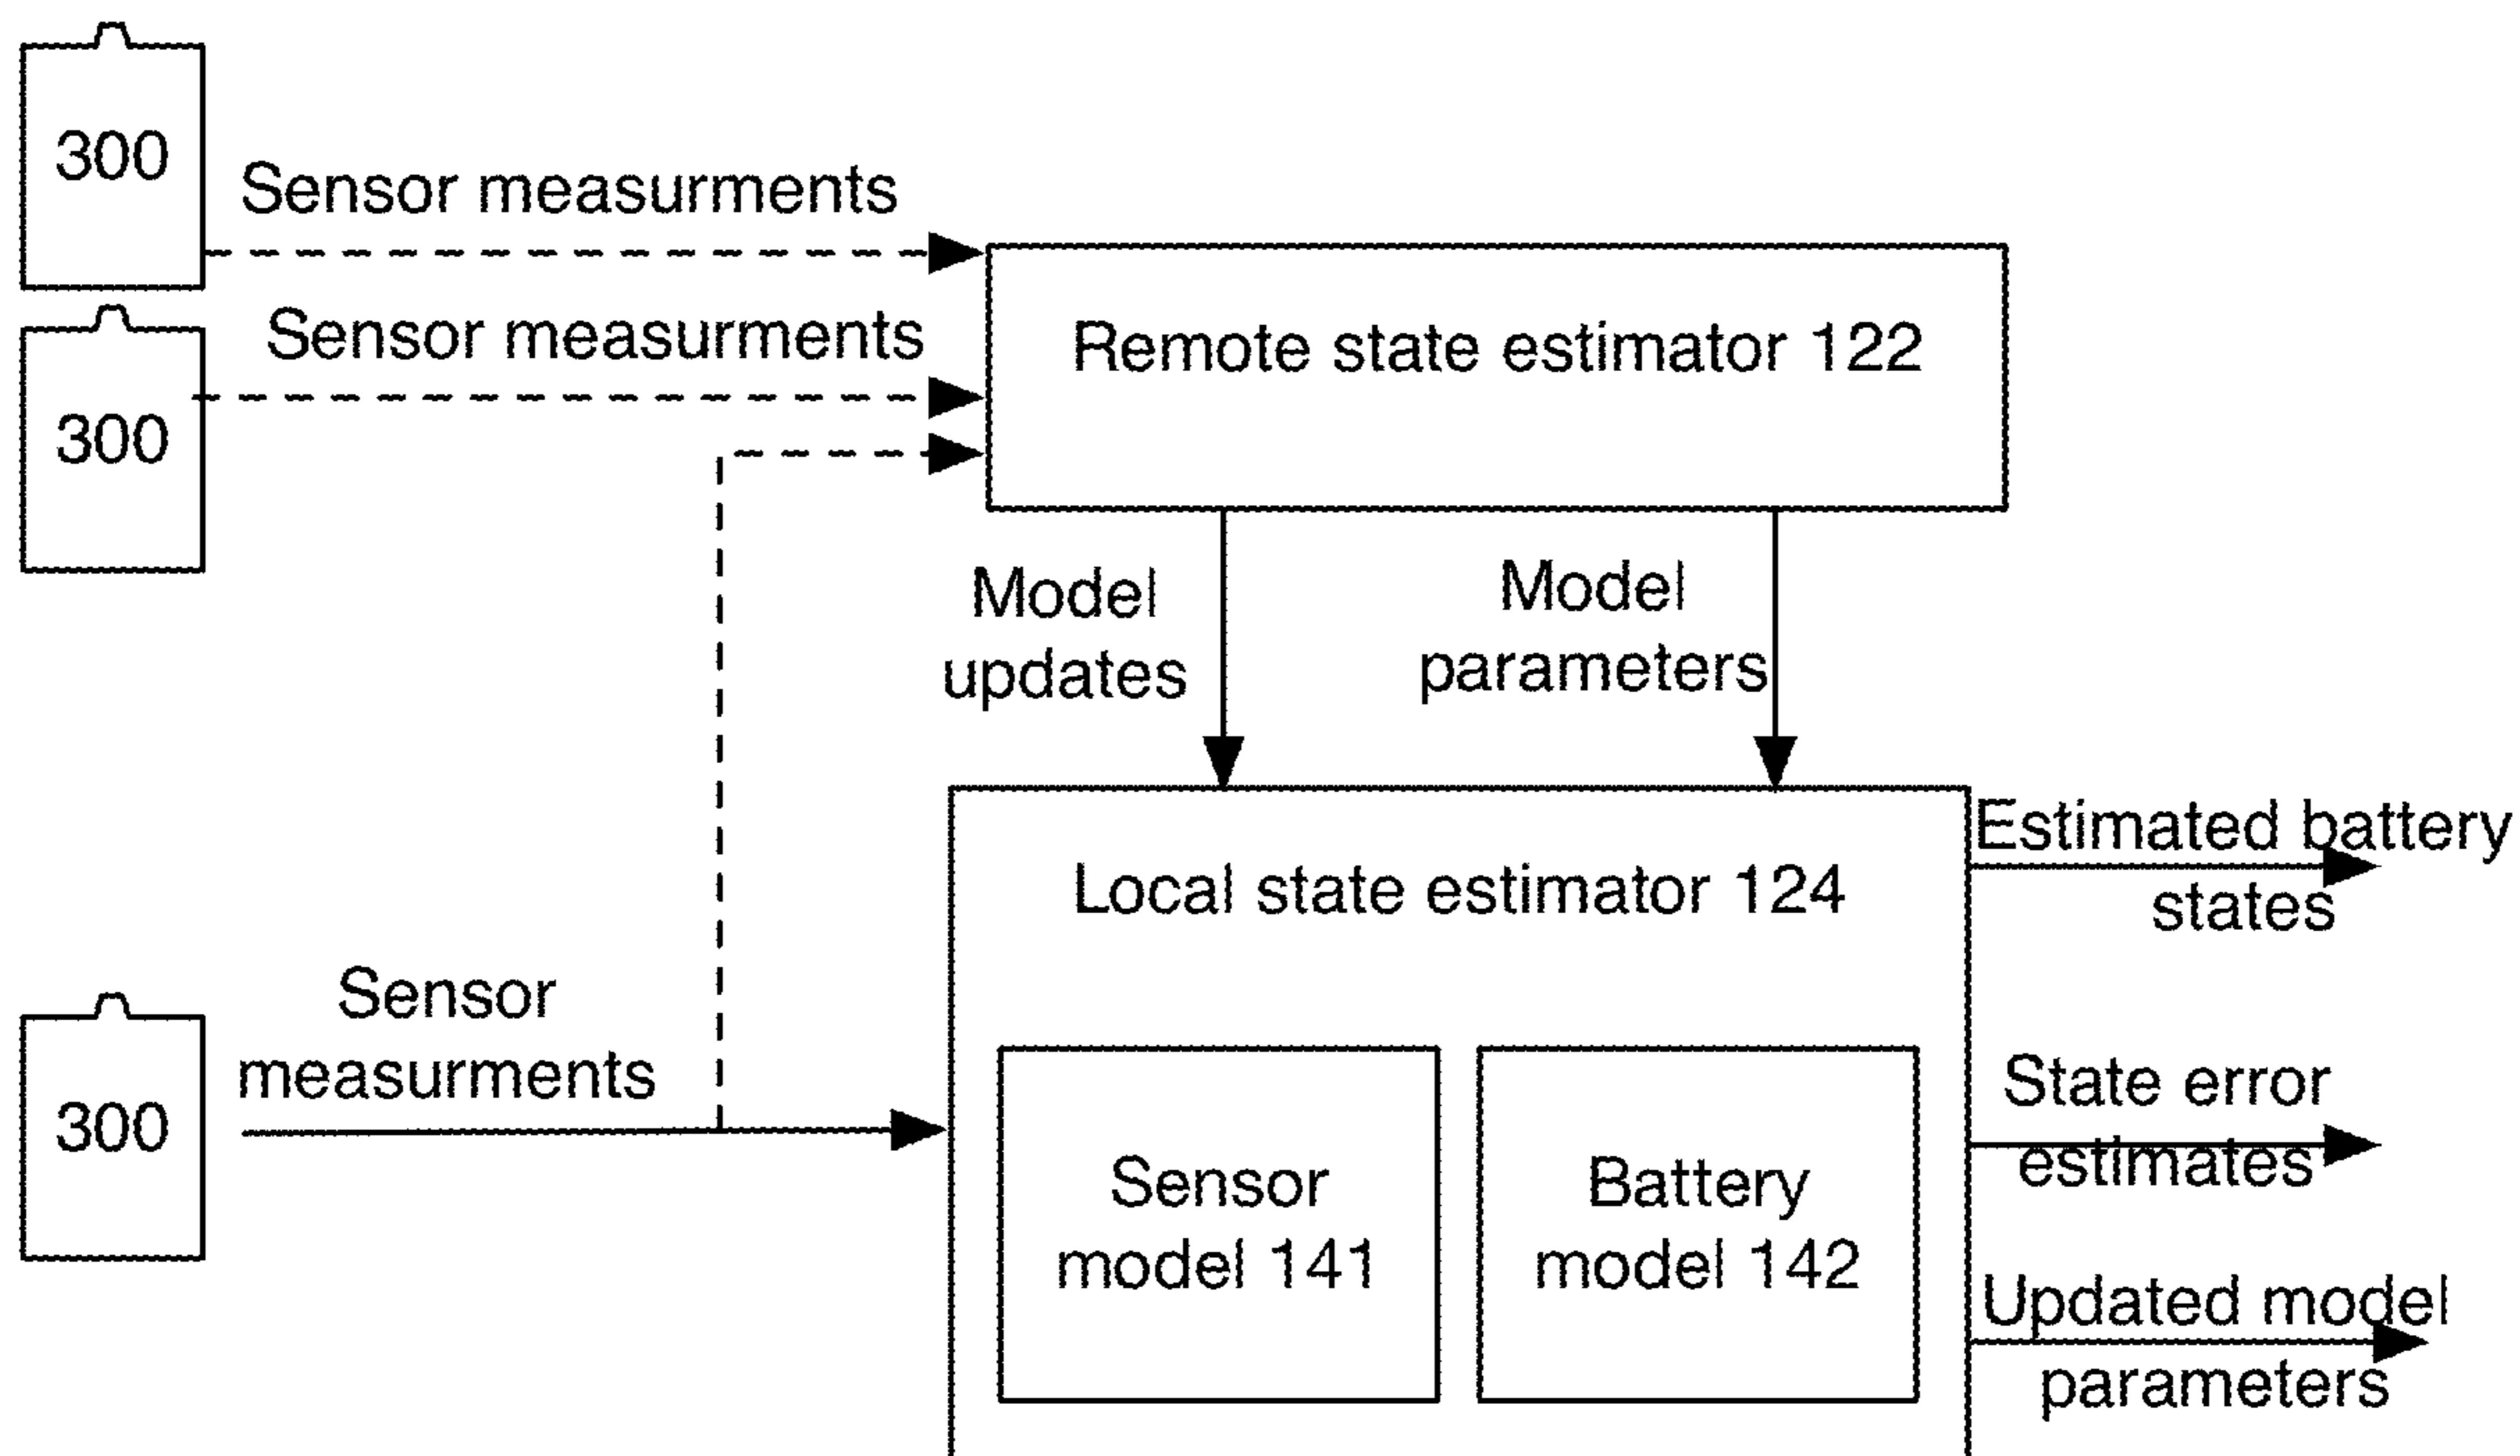 300
Sensor measurments
Sensor measurments
300
Remote state estimator 122
Model
updates
Model
parameters
Local state estimator 124
Estimated battery
states
Sensor
measurments
300
Sensor
model 141
Battery
model 142
State error
estimates
Updated model
parameters